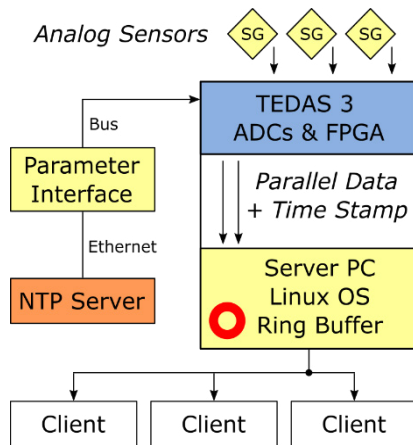 Analog Sensors
SG SG SG
TEDAS 3
ADCs & FPGA
Bus
Parameter
Interface
Parallel Data
+ Time Stamp
Ethernet
NTP Server
Server PC
Linux OS
Ring Buffer
Client Client Client